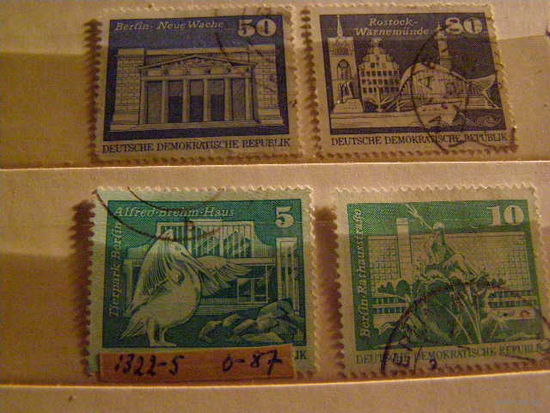 Berlin - Neue Wache 50
DEUTSCHE DEMOKRATISCHE REPUBLIK
Rostock-
Warnemünde 80
DEUTSCHE DEMOKRATISCHE REPUBLIK
Alfred-Brehm-Haus 5
Tierpark Berlin
IK
1322-5 0-87
10
Berlin-Rathausstraße
DEUTSCHE DEMOKRATISCHE REPUBLIK